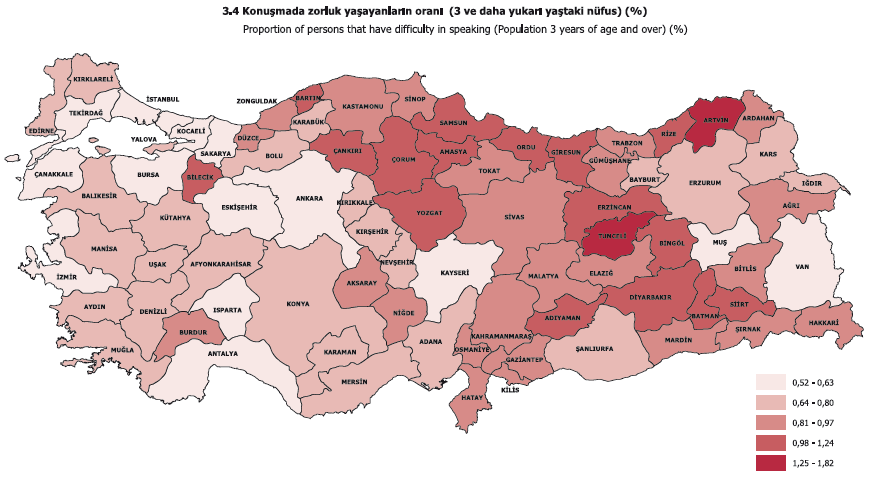 3.4 Konuşmada zorluk yaşayanların oranı (3 ve daha yukarı yaştaki nüfus) (%)
Proportion of persons that have difficulty in speaking (Population 3 years of age and over) (%)
KIRKLARELİ
EDİRNE
TEKİRDAĞ
İSTANBUL
YALOVA
KOCAELİ
SAKARYA
ZONGULDAK
BARTIN
KARABÜK
DÜZCE
BOLU
KASTAMONU
SİNOP
ÇANKIRI
ÇORUM
SAMSUN
AMASYA
TOKAT
ORDU
GİRESUN
GÜMÜŞHANE
TRABZON
RİZE
ARTVİN
ARDAHAN
KARS
BAYBURT
ERZURUM
IĞDIR
AĞRI
ÇANAKKALE
BALIKESİR
BURSA
BİLECİK
KÜTAHYA
ESKİŞEHİR
ANKARA
KIRIKKALE
KIRŞEHİR
YOZGAT
SİVAS
ERZİNCAN
TUNCELİ
BİNGÖL
MUŞ
BİTLİS
VAN
MANİSA
İZMİR
UŞAK
AFYONKARAHİSAR
AYDIN
DENİZLİ
ISPARTA
BURDUR
MUĞLA
ANTALYA
KONYA
AKSARAY
NEVŞEHİR
KAYSERİ
NİĞDE
KARAMAN
MERSİN
ADANA
MALATYA
ELAZIĞ
KAHRAMANMARAŞ
OSMANİYE
GAZİANTEP
KİLİS
HATAY
ADIYAMAN
ŞANLIURFA
DİYARBAKIR
BATMAN
SİİRT
MARDİN
ŞIRNAK
HAKKARİ
0,52 - 0,63
0,64 - 0,80
0,81 - 0,97
0,98 - 1,24
1,25 - 1,82